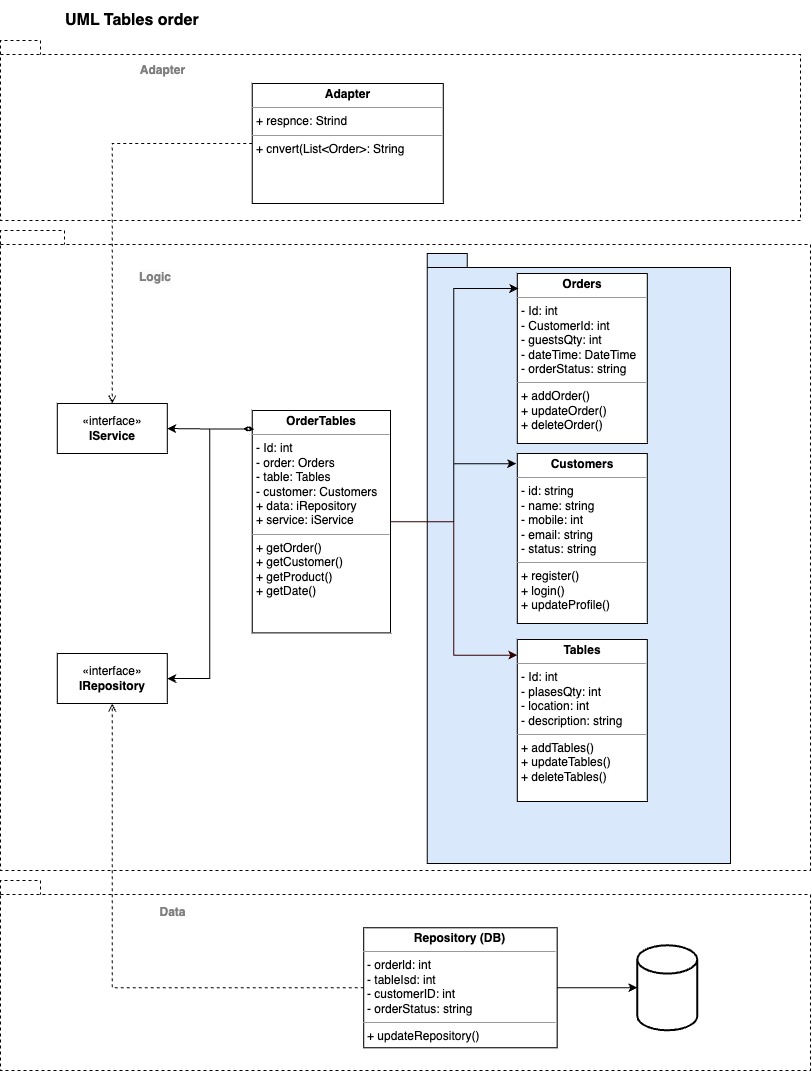 UML Tables order
Adapter
Adapter
+ respnce: Strind
+ cnvert(List<Order>: String
Logic
Orders
- Id: int
- CustomerId: int
- guestsQty: int
- dateTime: DateTime
- orderStatus: string
+ addOrder()
+ updateOrder()
+ deleteOrder()
«interface»
IService
OrderTables
- Id: int
- order: Orders
- table: Tables
- customer: Customers
+ data: iRepository
+ service: iService
+ getOrder()
+ getCustomer()
+ getProduct()
+ getDate()
Customers
- id: string
- name: string
- mobile: int
- email: string
- status: string
+ register()
+ login()
+ updateProfile()
«interface»
IRepository
Tables
- Id: int
- plasesQty: int
- location: int
- description: string
+ addTables()
+ updateTables()
+ deleteTables()
Data
Repository (DB)
- orderId: int
- tableIsd: int
- customerID: int
- orderStatus: string
+ updateRepository()